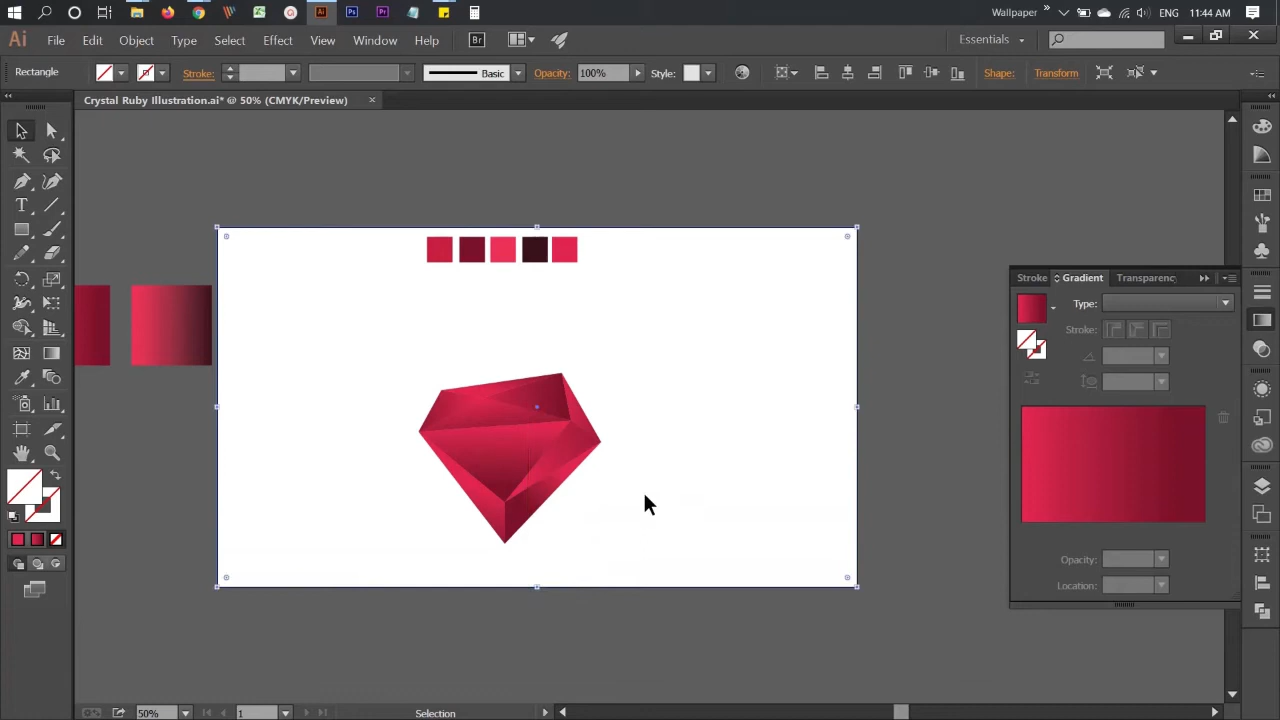 Wallpaper
ENG
11:44 AM
Ai
File
Edit
Object
Type
Select
Effect
View
Window
Help
Br
Essentials
Rectangle
Stroke:
Basic
Opacity:
100%
Style:
Shape:
Transform
Crystal Ruby Illustration.ai* @ 50% (CMYK/Preview)
Stroke
Gradient
Transparency
Type:
Stroke:
Opacity:
Location:
50%
1
Selection